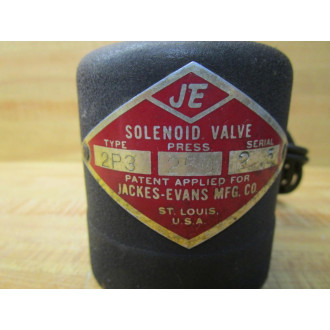 JE
SOLENOID VALVE
TYPE PRESS SERIAL
2P3
PATENT APPLIED FOR
JACKES-EVANS MFG. CO.
ST. LOUIS,
U.S.A.